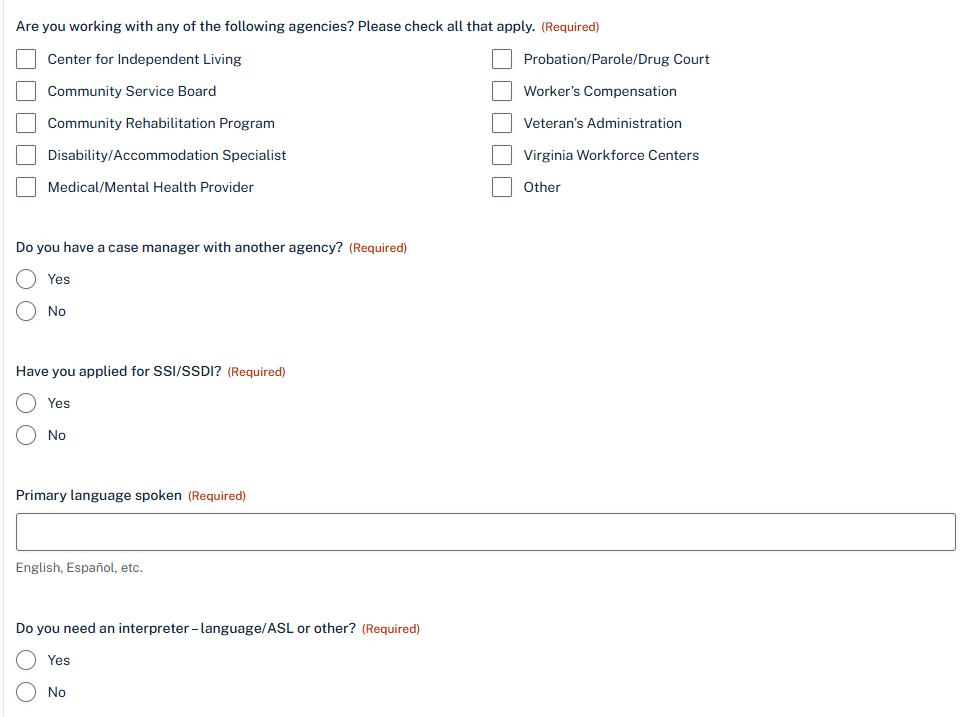 Are you working with any of the following agencies? Please check all that apply. (Required)
Center for Independent Living
Community Service Board
Community Rehabilitation Program
Disability/Accommodation Specialist
Medical/Mental Health Provider
Probation/Parole/Drug Court
Worker's Compensation
Veteran's Administration
Virginia Workforce Centers
Other
Do you have a case manager with another agency? (Required)
Yes
No
Have you applied for SSI/SSDI? (Required)
Yes
No
Primary language spoken (Required)
English, Español, etc.
Do you need an interpreter – language/ASL or other? (Required)
Yes
No